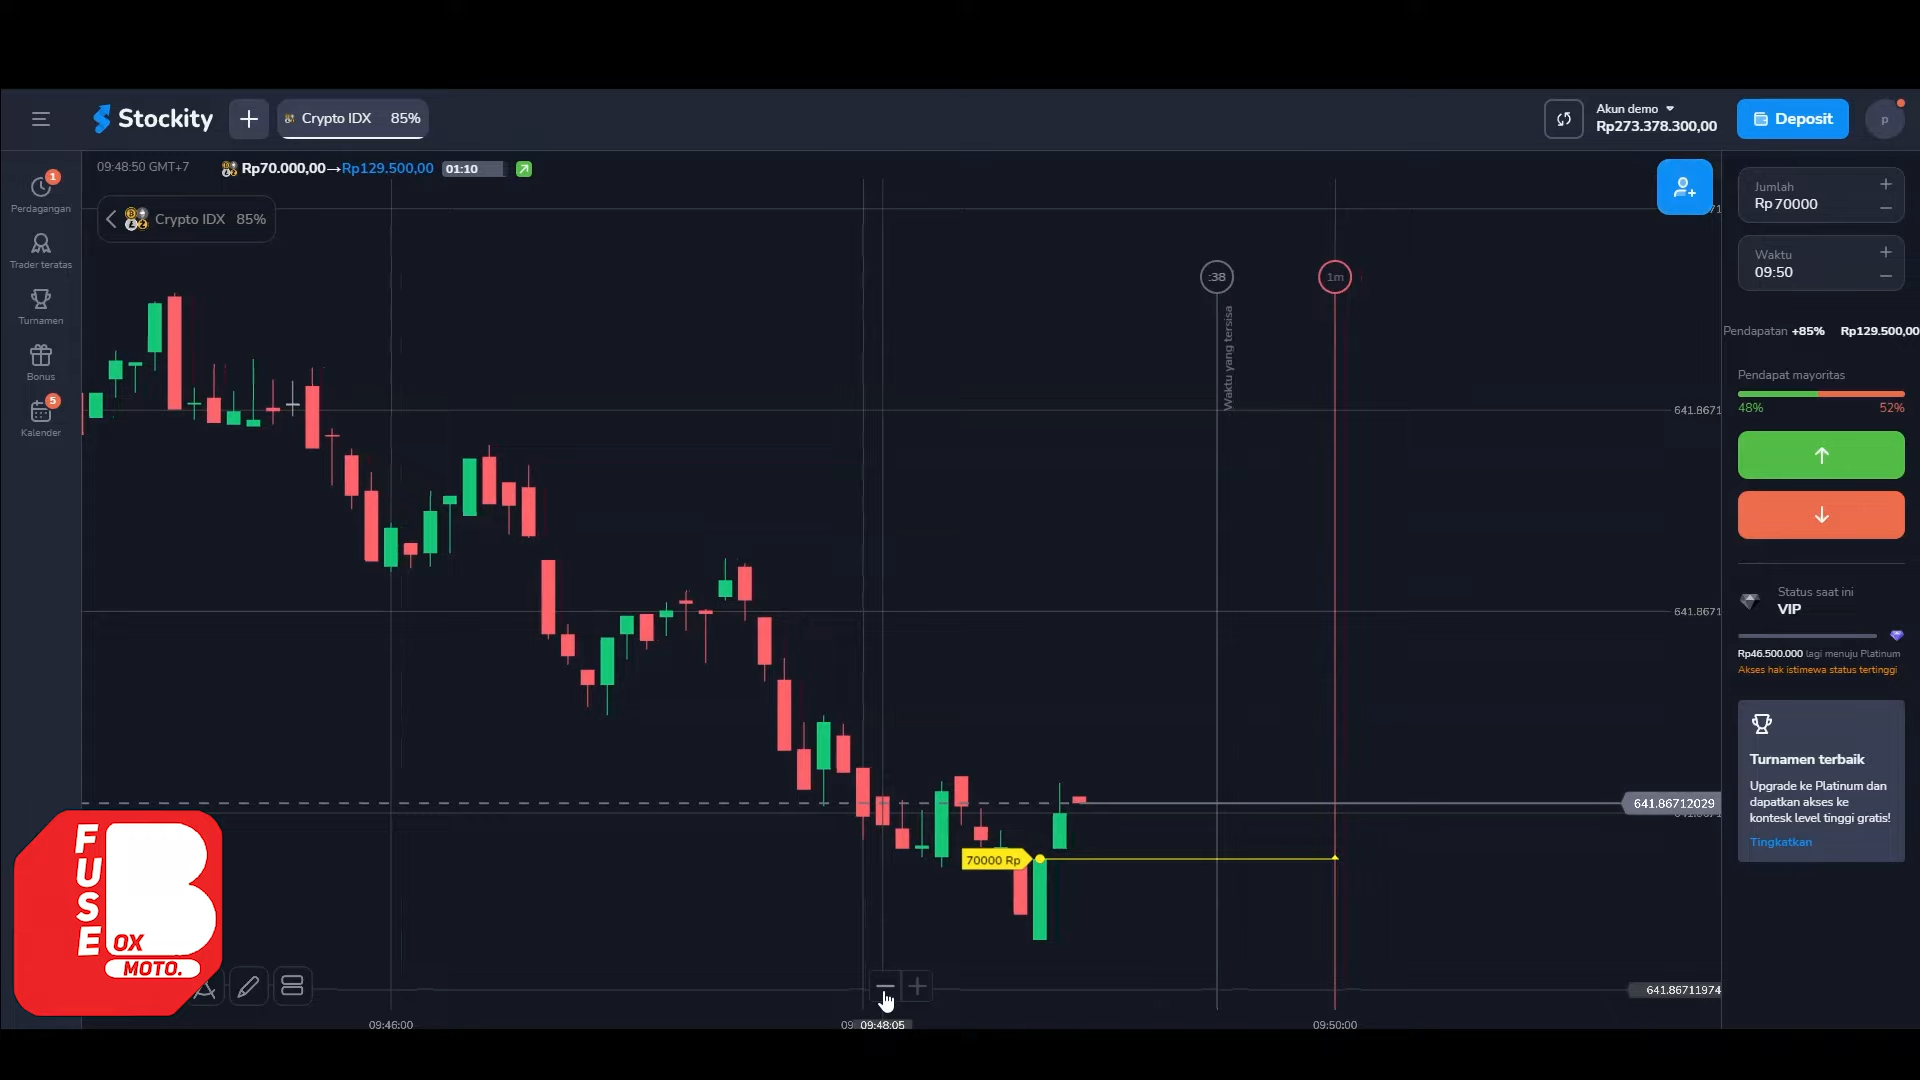 Stockity
Crypto IDX 85%
Akun demo
Rp273.378.300,00
Deposit
p
09:48:50 GMT+7
Rp70.000,00→Rp129.500,00 01:10
Crypto IDX 85%
1
Perdagangan
Trader teratas
Turnamen
Bonus
5
Kalender
:38
Waktu yang tersisa
1m
641.8671
641.8671
641.86712029
641.86711974
70000 Rp
09:46:00
09:48:05
09:50:00
Jumlah
Rp70000
Waktu
09:50
Pendapatan +85% Rp129.500,00
Pendapat mayoritas
48% 52%
Status saat ini
VIP
Rp46.500.000 lagi menuju Platinum
Akses hak istimewa status tertinggi
Turnamen terbaik
Upgrade ke Platinum dan
dapatkan akses ke
kontesk level tinggi gratis!
Tingkatkan
FUSE
BOX
MOTO.